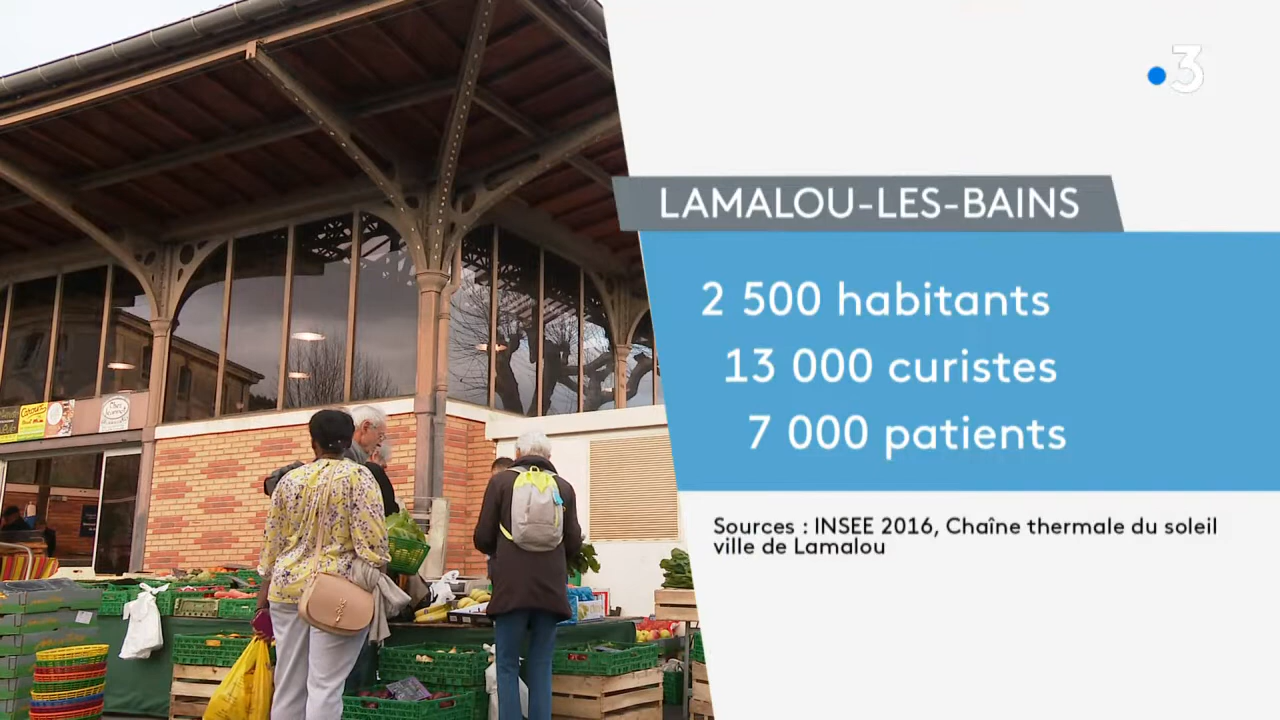 3
LAMALOU-LES-BAINS
2 500 habitants
13 000 curistes
7 000 patients
Sources : INSEE 2016, Chaîne thermale du soleil
ville de Lamalou